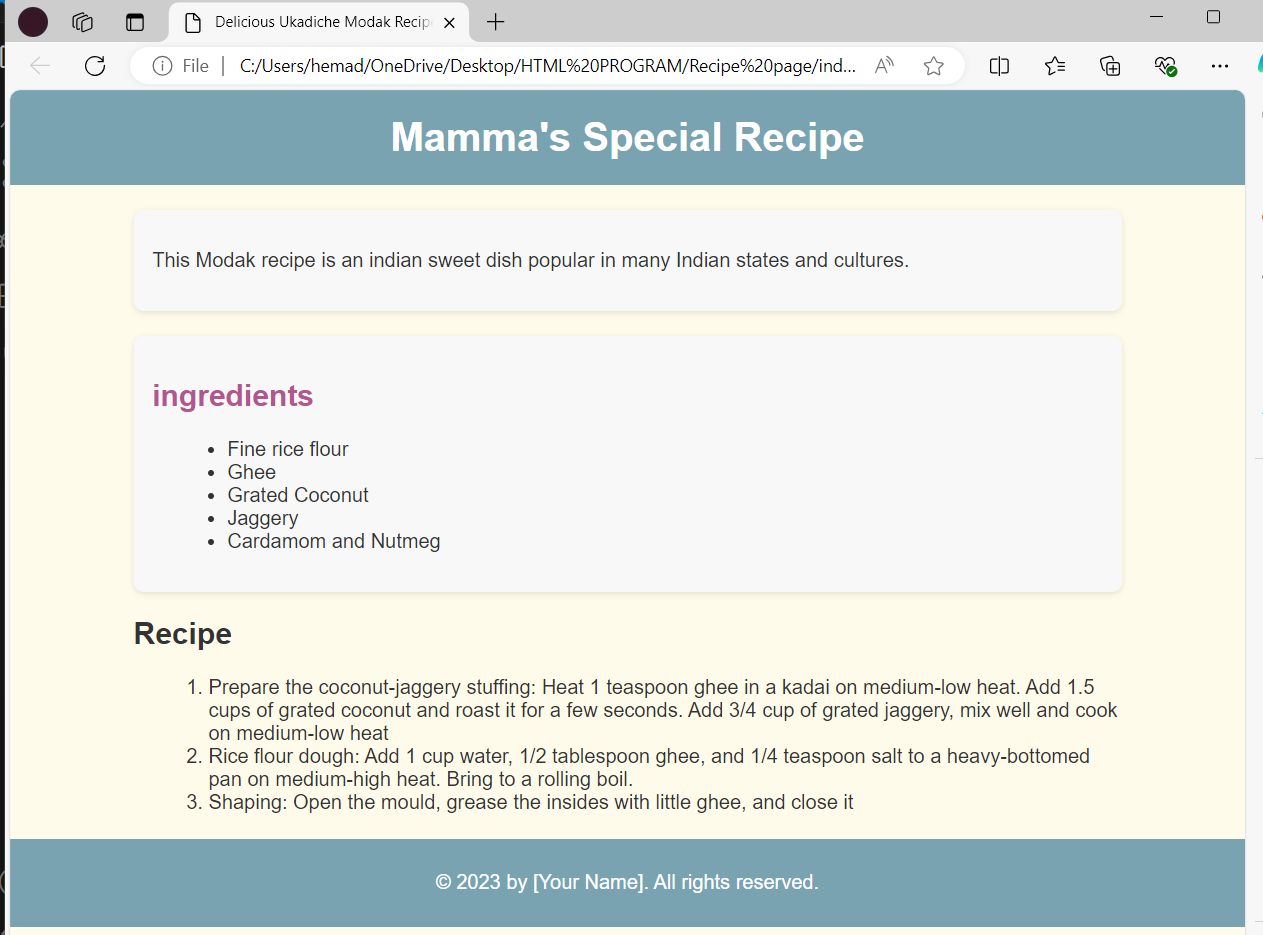 Delicious Ukadiche Modak Recip
File
C:/Users/hemad/OneDrive/Desktop/HTML%20PROGRAM/Recipe%20page/ind...
Mamma's Special Recipe
This Modak recipe is an indian sweet dish popular in many Indian states and cultures.
ingredients
• Fine rice flour
• Ghee
• Grated Coconut
• Jaggery
• Cardamom and Nutmeg
Recipe
1. Prepare the coconut-jaggery stuffing: Heat 1 teaspoon ghee in a kadai on medium-low heat. Add 1.5
cups of grated coconut and roast it for a few seconds. Add 3/4 cup of grated jaggery, mix well and cook
on medium-low heat
2. Rice flour dough: Add 1 cup water, 1/2 tablespoon ghee, and 1/4 teaspoon salt to a heavy-bottomed
pan on medium-high heat. Bring to a rolling boil.
3. Shaping: Open the mould, grease the insides with little ghee, and close it
© 2023 by [Your Name]. All rights reserved.